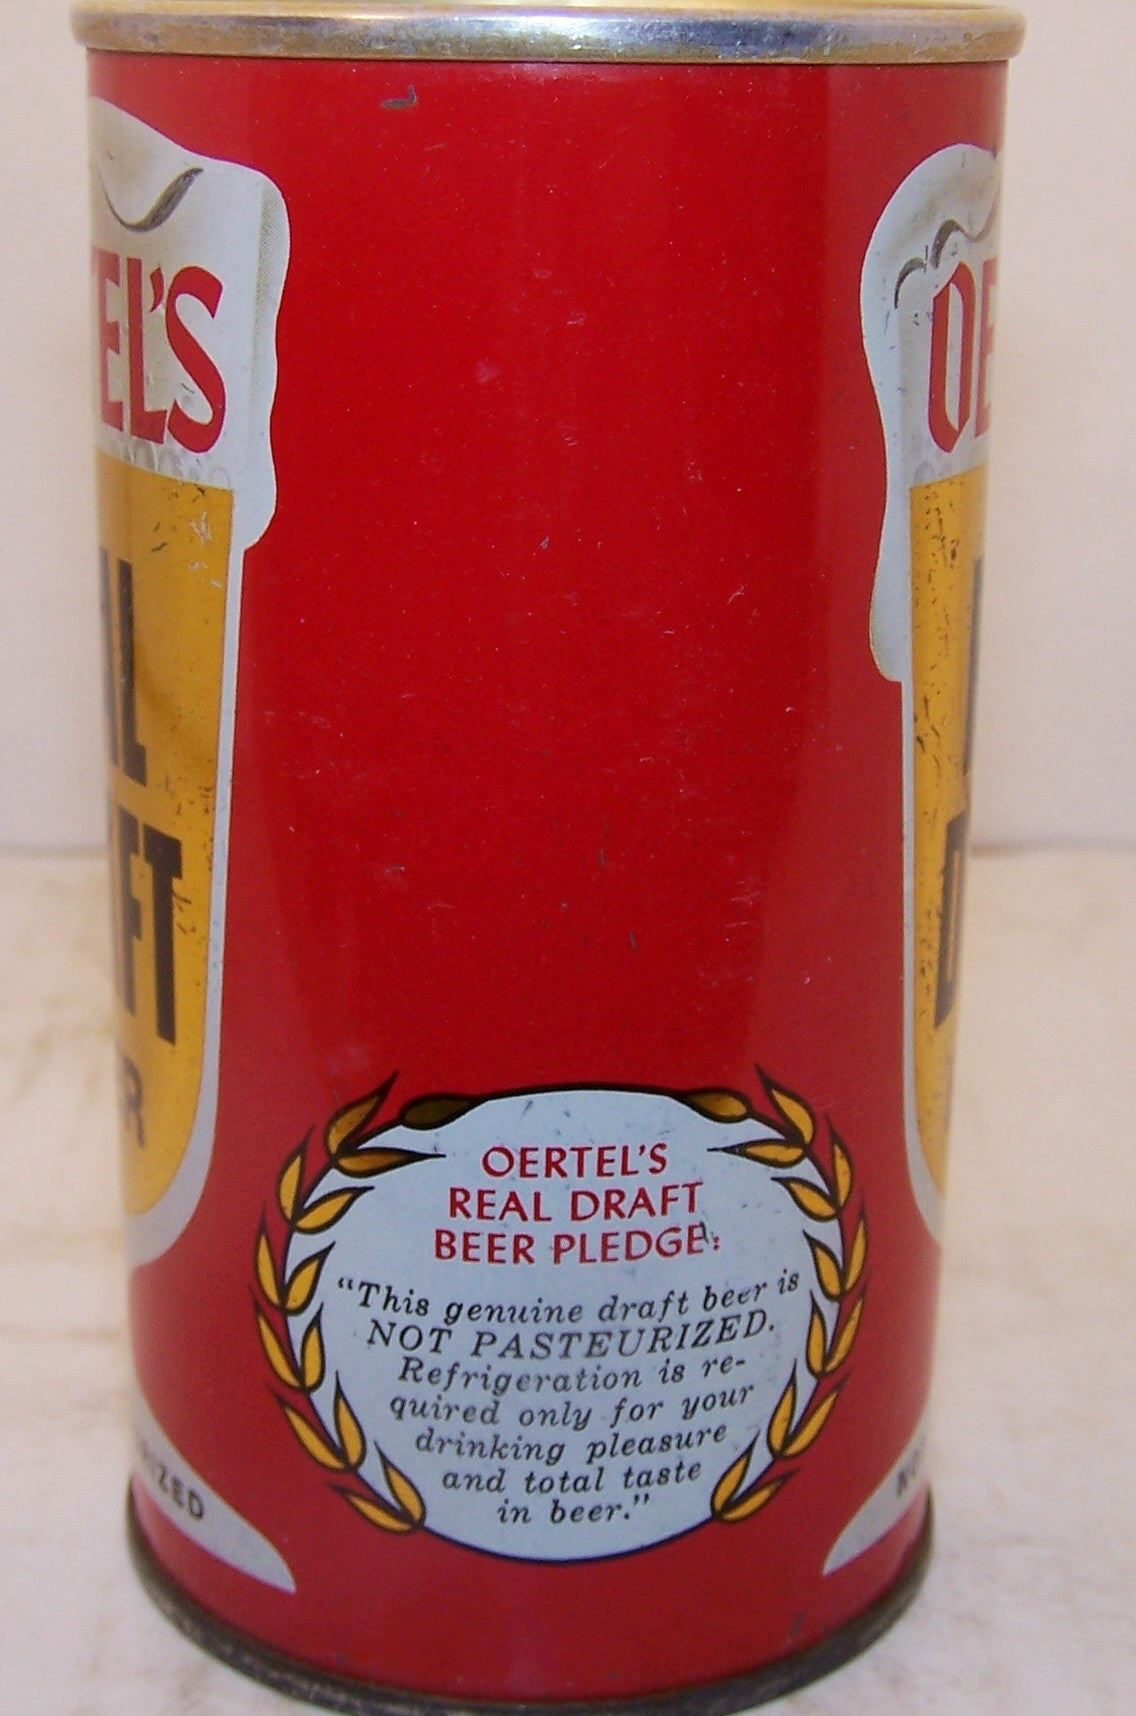 OERTEL'S
REAL DRAFT
BEER PLEDGE:
"This genuine draft beer is
NOT PASTEURIZED.
Refrigeration is re-
quired only for your
drinking pleasure
and total taste
in beer."